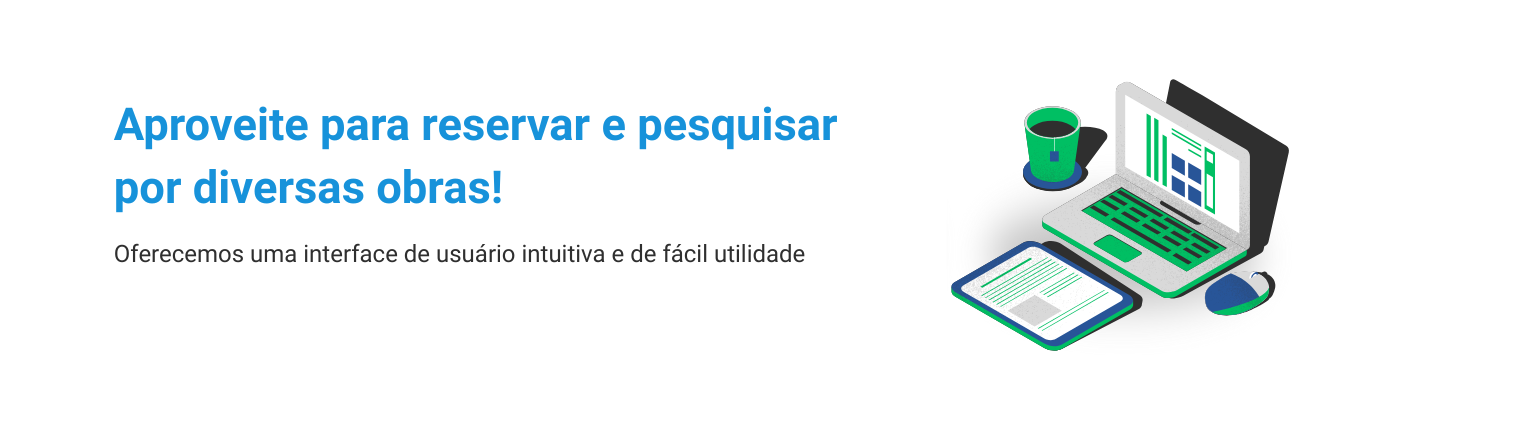 Aproveite para reservar e pesquisar
por diversas obras!
Oferecemos uma interface de usuário intuitiva e de fácil utilidade